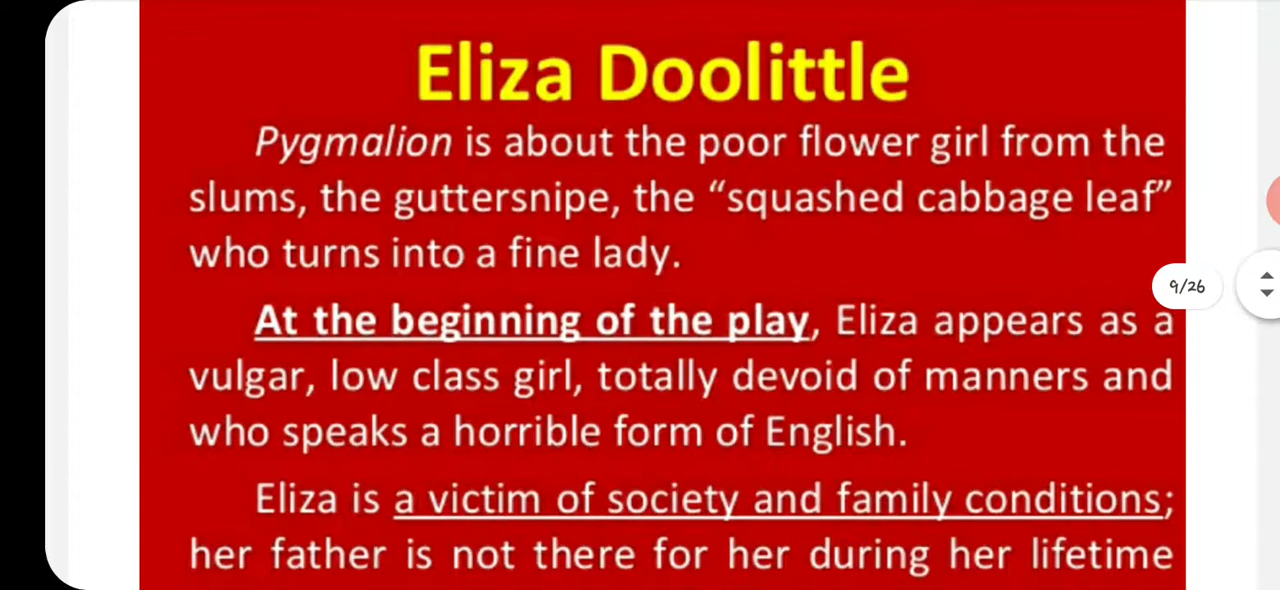 Eliza Doolittle
Pygmalion is about the poor flower girl from the
slums, the guttersnipe, the “squashed cabbage leaf”
who turns into a fine lady.
9/26
At the beginning of the play, Eliza appears as a
vulgar, low class girl, totally devoid of manners and
who speaks a horrible form of English.
Eliza is a victim of society and family conditions;
her father is not there for her during her lifetime